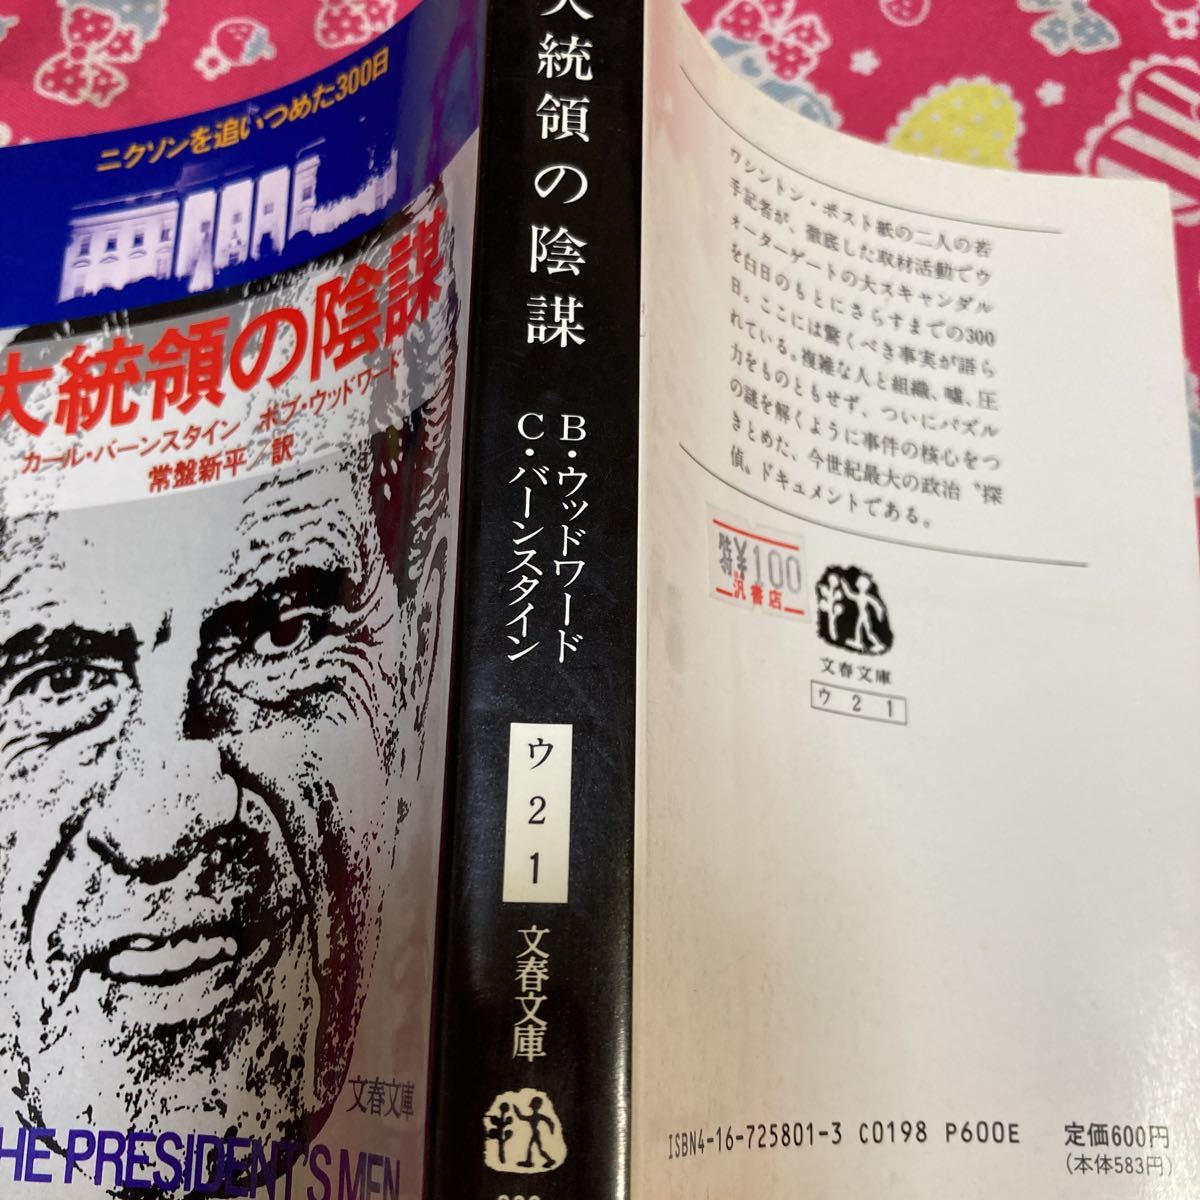 ニクソンを追いつめた300日
大統領の陰謀
カール・バーンスタイン ボブ・ウッドワード
常盤新平/訳
文春文庫
HE PRESIDENT'S MEN
大統領の陰謀
B・ウッドワード
C・バーンスタイン
ウ
2
1
文春文庫
ワシントン・ポスト紙の二人の若
手記者が、徹底した取材活動でウ
ォーターゲートの大スキャンダル
を白日のもとにさらすまでの300
日。ここには驚くべき事実が語ら
れている。複雑な人と組織、嘘、圧
力をものともせず、ついにパズル
の謎を解くように事件の核心をつ
きとめた、今世紀最大の政治〝探
偵〟ドキュメントである。
特¥100
沢書店
文春文庫
ウ21
ISBN4-16-725801-3 C0198 P600E
定価600円
(本体583円)